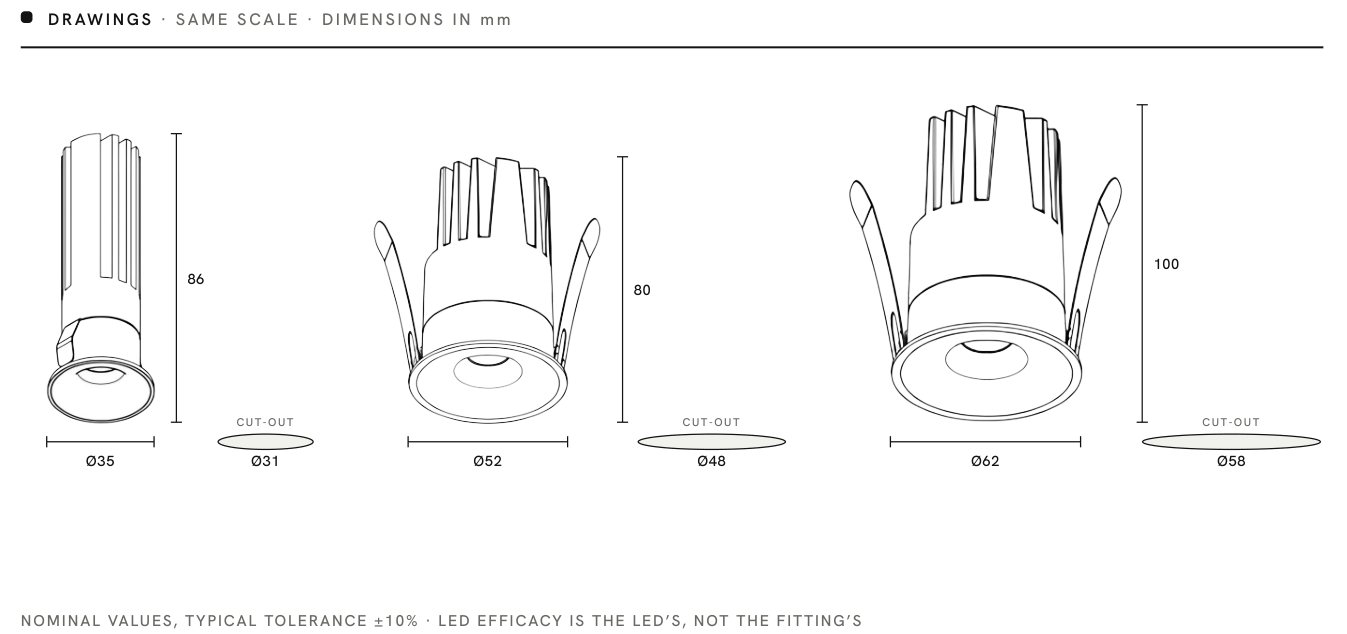 DRAWINGS · SAME SCALE · DIMENSIONS IN mm
86
CUT-OUT
Ø35
Ø31
80
CUT-OUT
Ø52
Ø48
100
CUT-OUT
Ø62
Ø58
NOMINAL VALUES, TYPICAL TOLERANCE ±10% · LED EFFICACY IS THE LED’S, NOT THE FITTING’S